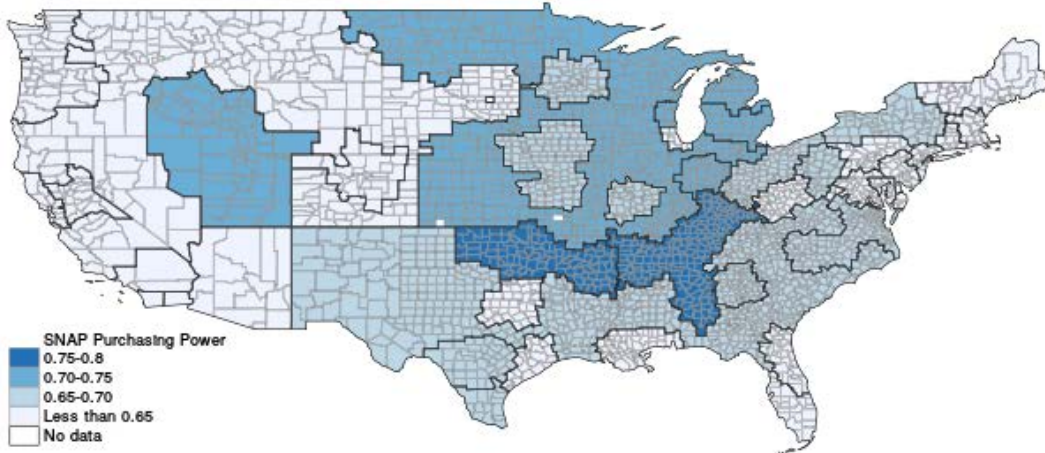 SNAP Purchasing Power
0.75-0.8
0.70-0.75
0.65-0.70
Less than 0.65
No data